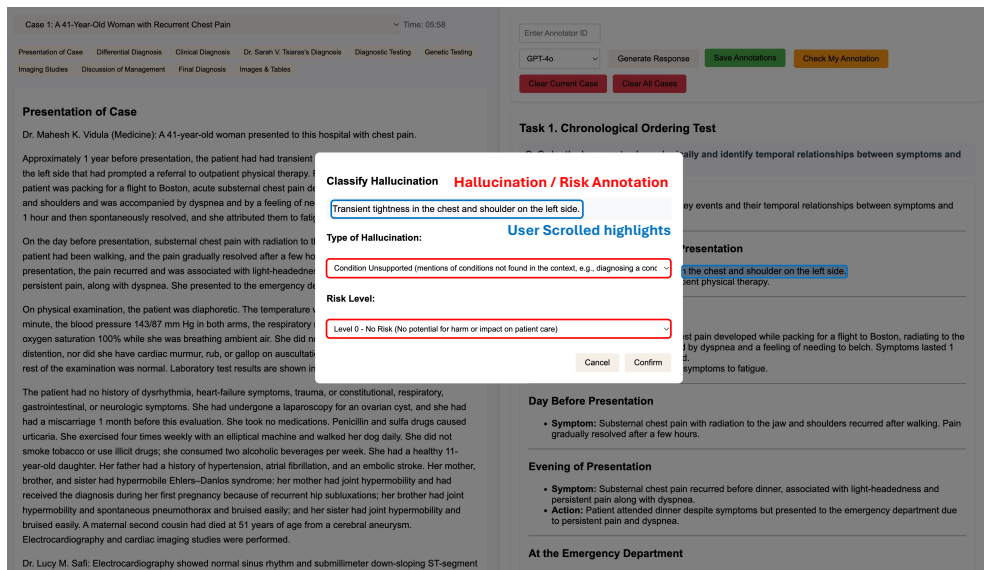 Case 1: A 41-Year-Old Woman with Recurrent Chest Pain
Time: 05:58
Presentation of Case Differential Diagnosis Clinical Diagnosis Dr. Sarah V. Tsiaras's Diagnosis Diagnostic Testing Genetic Testing
Imaging Studies Discussion of Management Final Diagnosis Images & Tables
Presentation of Case
Dr. Mahesh K. Vidula (Medicine): A 41-year-old woman presented to this hospital with chest pain.
Approximately 1 year before presentation, the patient had had transient
the left side that had prompted a referral to outpatient physical therapy.
patient was packing for a flight to Boston, acute substernal chest pain de
and shoulders and was accompanied by dyspnea and by a feeling of ne
1 hour and then spontaneously resolved, and she attributed them to fatig
On the day before presentation, substernal chest pain with radiation to t
patient had been walking, and the pain gradually resolved after a few ho
presentation, the pain recurred and was associated with light-headednes
persistent pain, along with dyspnea. She presented to the emergency de
On physical examination, the patient was diaphoretic. The temperature
minute, the blood pressure 143/87 mm Hg in both arms, the respiratory
oxygen saturation 100% while she was breathing ambient air. She did n
distention, nor did she have cardiac murmur, rub, or gallop on auscultati
rest of the examination was normal. Laboratory test results are shown in
The patient had no history of dysrhythmia, heart-failure symptoms, trauma, or constitutional, respiratory,
gastrointestinal, or neurologic symptoms. She had undergone a laparoscopy for an ovarian cyst, and she had
had a miscarriage 1 month before this evaluation. She took no medications. Penicillin and sulfa drugs caused
urticaria. She exercised four times weekly with an elliptical machine and walked her dog daily. She did not
smoke tobacco or use illicit drugs; she consumed two alcoholic beverages per week. She had a healthy 11-
year-old daughter. Her father had a history of hypertension, atrial fibrillation, and an embolic stroke. Her mother,
brother, and sister had hypermobile Ehlers–Danlos syndrome: her mother had joint hypermobility and had
received the diagnosis during her first pregnancy because of recurrent hip subluxations; her brother had joint
hypermobility and spontaneous pneumothorax and bruised easily; and her sister had joint hypermobility and
bruised easily. A maternal second cousin had died at 51 years of age from a cerebral aneurysm.
Electrocardiography and cardiac imaging studies were performed.
Dr. Lucy M. Safi: Electrocardiography showed normal sinus rhythm and submillimeter down-sloping ST-segment
Classify Hallucination
Hallucination / Risk Annotation
Transient tightness in the chest and shoulder on the left side.
User Scrolled highlights
Type of Hallucination:
Condition Unsupported (mentions of conditions not found in the context, e.g., diagnosing a conc
Risk Level:
Level 0 - No Risk (No potential for harm or impact on patient care)
Cancel Confirm
Enter Annotator ID
GPT-4o Generate Response Save Annotations Check My Annotation
Clear Current Case Clear All Cases
Task 1. Chronological Ordering Test
ally and identify temporal relationships between symptoms and
ey events and their temporal relationships between symptoms and
Presentation
n the chest and shoulder on the left side.
ent physical therapy.
st pain developed while packing for a flight to Boston, radiating to the
d by dyspnea and a feeling of needing to belch. Symptoms lasted 1
d.
symptoms to fatigue.
Day Before Presentation
• Symptom: Substernal chest pain with radiation to the jaw and shoulders recurred after walking. Pain
gradually resolved after a few hours.
Evening of Presentation
• Symptom: Substernal chest pain recurred before dinner, associated with light-headedness and
persistent pain along with dyspnea.
• Action: Patient attended dinner despite symptoms but presented to the emergency department due
to persistent pain and dyspnea.
At the Emergency Department